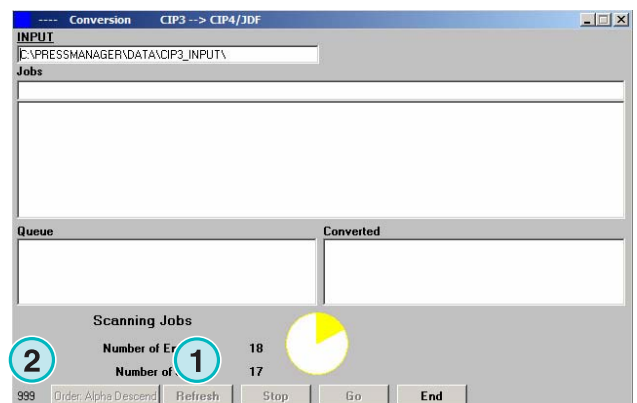 ---- Conversion CIP3 --> CIP4/JDF
INPUT
C:\PRESSMANAGER\DATA\CIP3_INPUT\
Jobs
Queue Converted
Scanning Jobs
Number of 18
2 1
Number of 17
999 Order: Alpha Descend Refresh Stop Go End